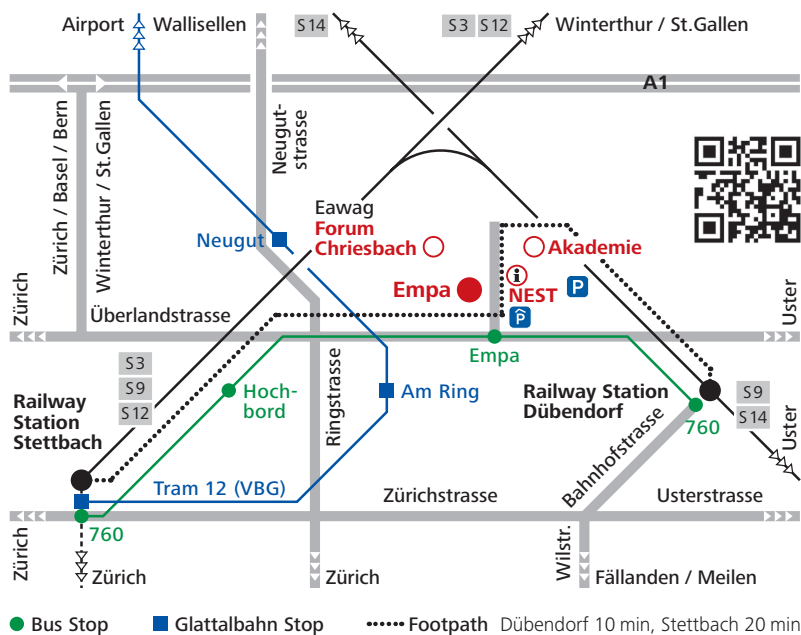 Airport
Wallisellen
S14
S3
S12
Winterthur / St.Gallen
A1
Zürich / Basel / Bern
Winterthur / St.Gallen
Neugut-
strasse
Eawag
Forum
Chriesbach
Akademie
Neugut
i
Empa
NEST
P
P
Zürich
Überlandstrasse
Uster
Empa
S3
S9
S12
Hoch-
bord
Ringstrasse
Am Ring
Railway Station
Dübendorf
S9
S14
Railway
Station
Stettbach
760
Uster
Bahnhofstrasse
Tram 12 (VBG)
Zürichstrasse
Usterstrasse
760
Zürich
Zürich
Zürich
Wilstr.
Fällanden / Meilen
Bus Stop
Glattalbahn Stop
Footpath Dübendorf 10 min, Stettbach 20 min